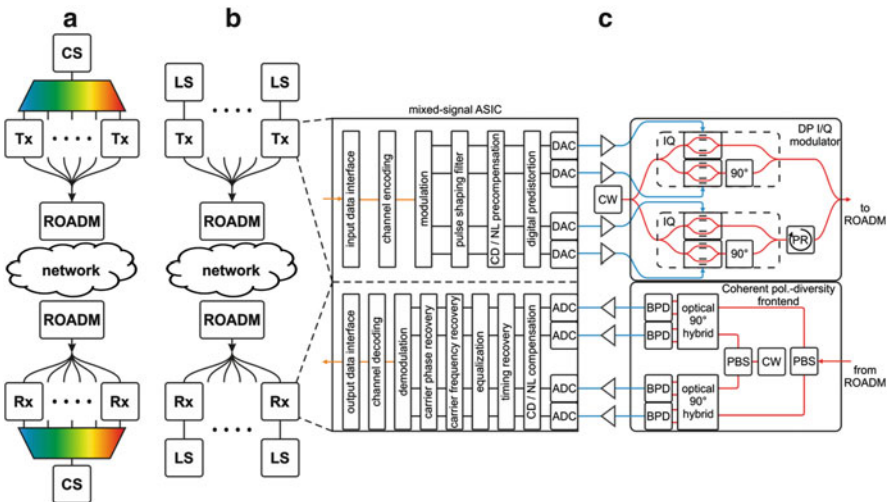 a
CS
Tx
Tx
ROADM
network
ROADM
Rx
Rx
CS
b
LS
LS
Tx
Tx
ROADM
network
ROADM
Rx
Rx
LS
LS
c
mixed-signal ASIC
input data interface
channel encoding
modulation
pulse shaping filter
CD / NL precompensation
digital predistortion
DAC
DAC
DAC
DAC
CW
DP I/Q
modulator
IQ
90°
IQ
90°
PR
to
ROADM
output data interface
channel decoding
demodulation
carrier phase recovery
carrier frequency recovery
equalization
timing recovery
CD / NL compensation
ADC
ADC
ADC
ADC
Coherent pol.-diversity
frontend
BPD
BPD
optical
90°
hybrid
PBS
CW
PBS
BPD
BPD
optical
90°
hybrid
from
ROADM